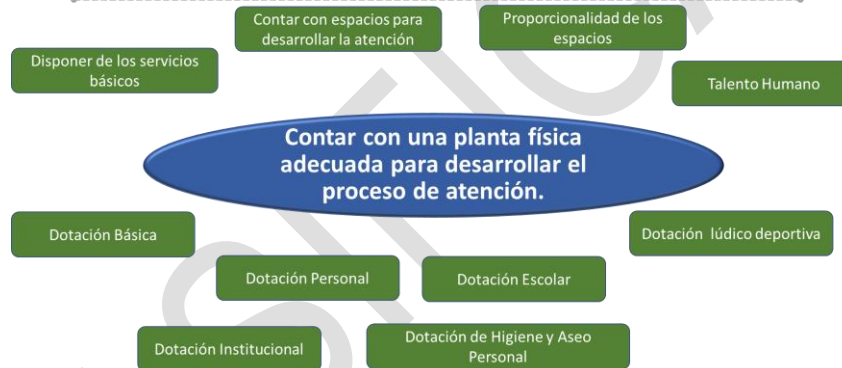 Contar con espacios para
desarrollar la atención
Proporcionalidad de los
espacios
Disponer de los servicios
básicos
Talento Humano
Contar con una planta física
adecuada para desarrollar el
proceso de atención.
Dotación Básica
Dotación lúdico deportiva
Dotación Personal
Dotación Escolar
Dotación Institucional
Dotación de Higiene y Aseo
Personal